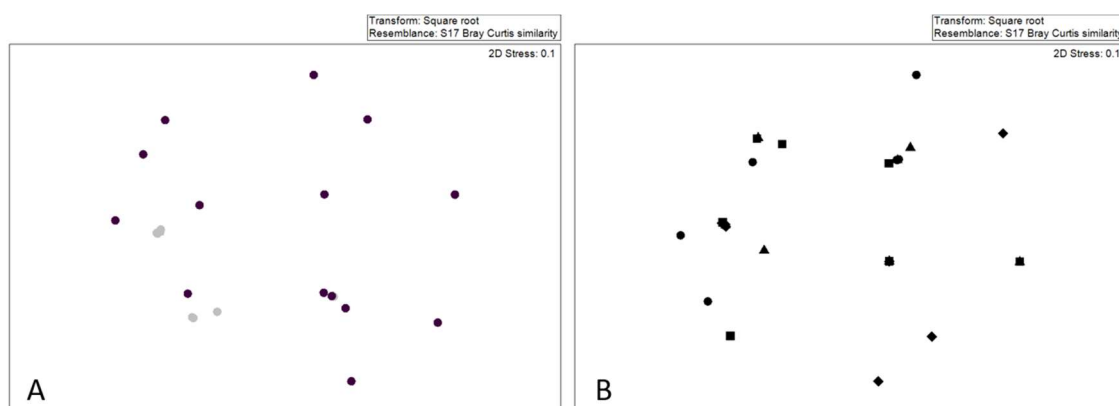 Transform: Square root
Resemblance: S17 Bray Curtis similarity
2D Stress: 0.1
A
Transform: Square root
Resemblance: S17 Bray Curtis similarity
2D Stress: 0.1
B